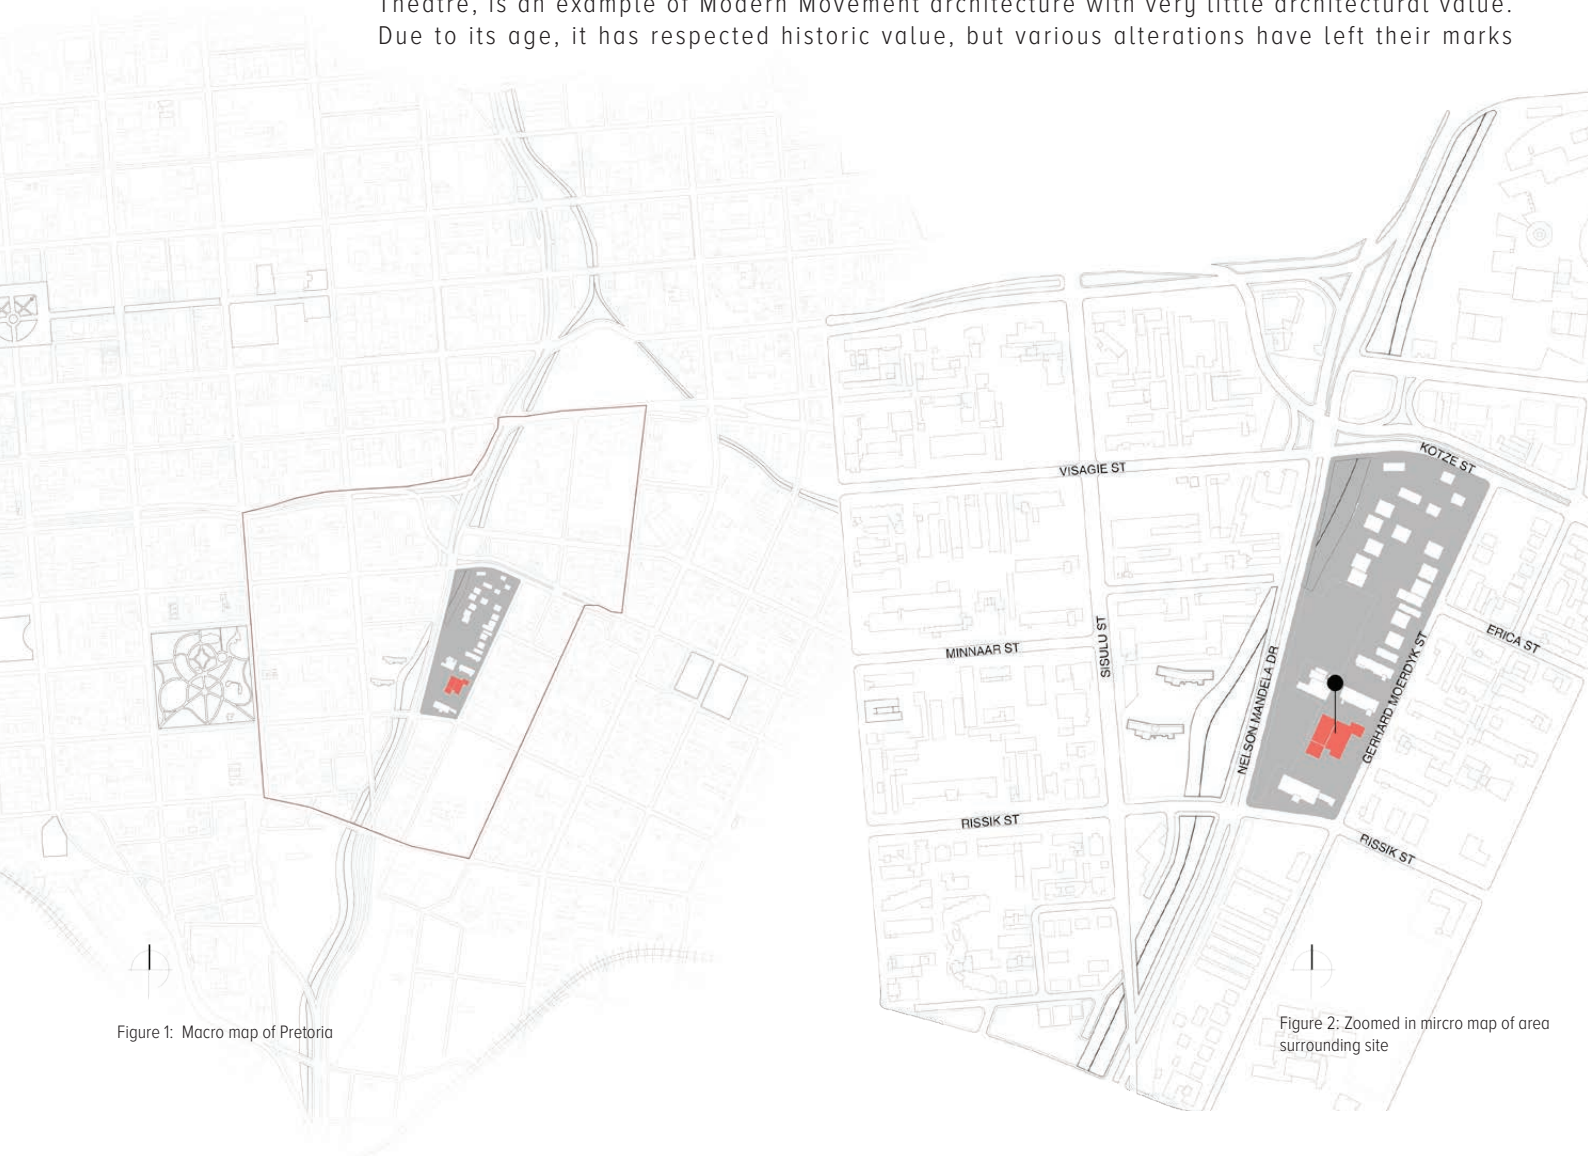 Theatre, is an example of Modern Movement architecture with very little architectural value.
Due to its age, it has respected historic value, but various alterations have left their marks
KOTZE ST
VISAGIE ST
ERICA ST
SISULU ST
MINNAAR ST
NELSON MANDELA DR
GERHARD MOERDYK ST
RISSIK ST
RISSIK ST
Figure 1: Macro map of Pretoria
Figure 2: Zoomed in mircro map of area
surrounding site